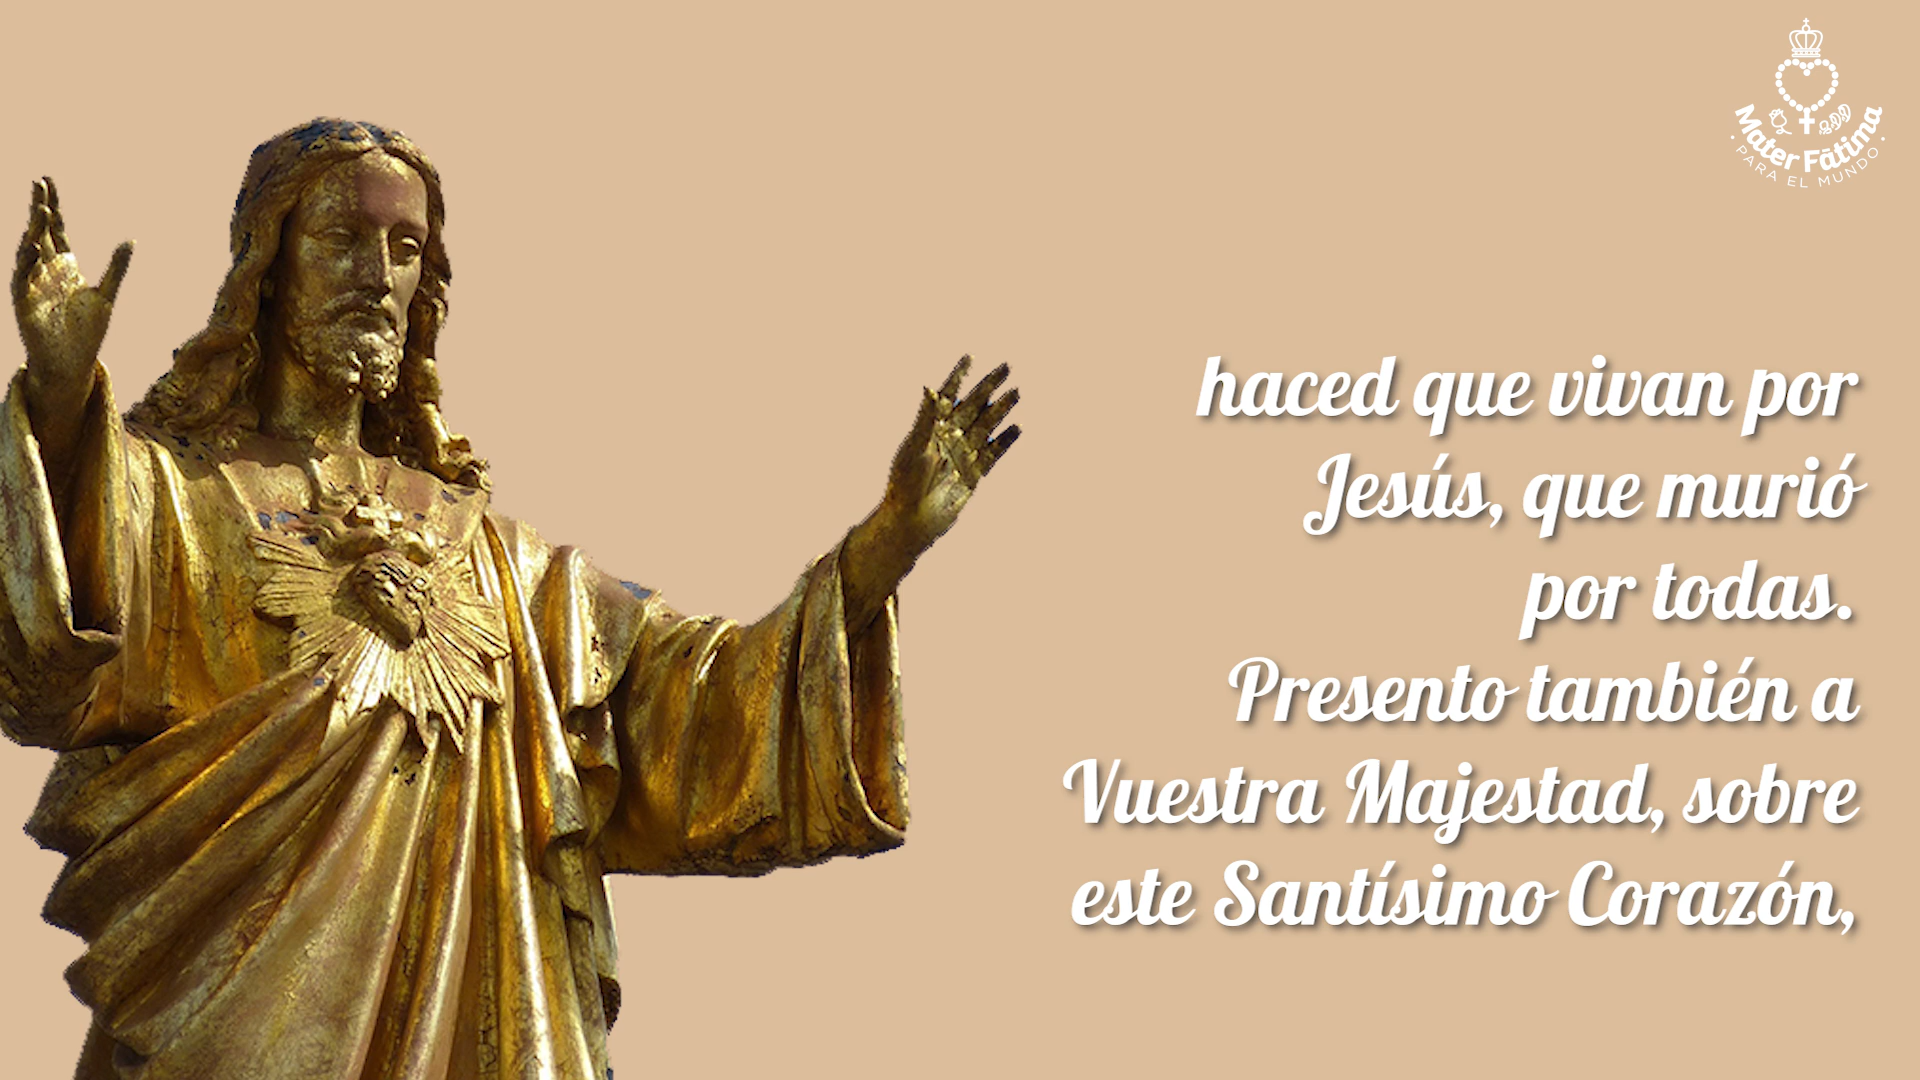 Mater Fātima
• PARA EL MUNDO •
haced que vivan por
Jesús, que murió
por todas.
Presento también a
Vuestra Majestad, sobre
este Santísimo Corazón,